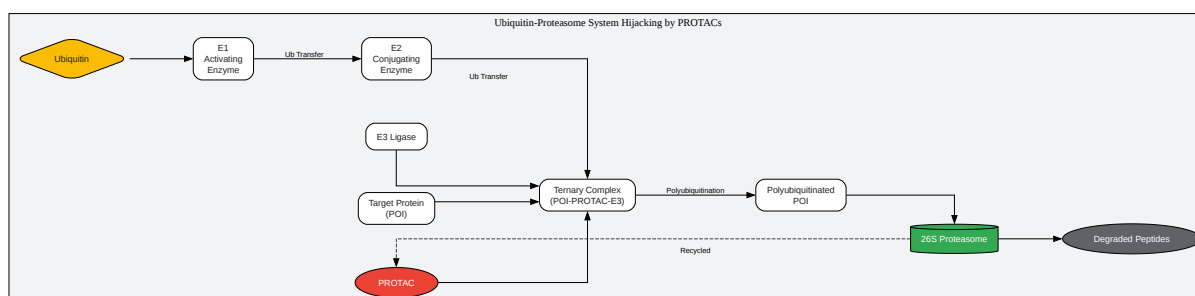 Ubiquitin-Proteasome System Hijacking by PROTACs
Ubiquitin
E1
Activating
Enzyme
Ub Transfer
E2
Conjugating
Enzyme
Ub Transfer
E3 Ligase
Target Protein
(POI)
Ternary Complex
(POI-PROTAC-E3)
Polyubiquitination
Polyubiquitinated
POI
26S Proteasome
Degraded Peptides
Recycled
PROTAC